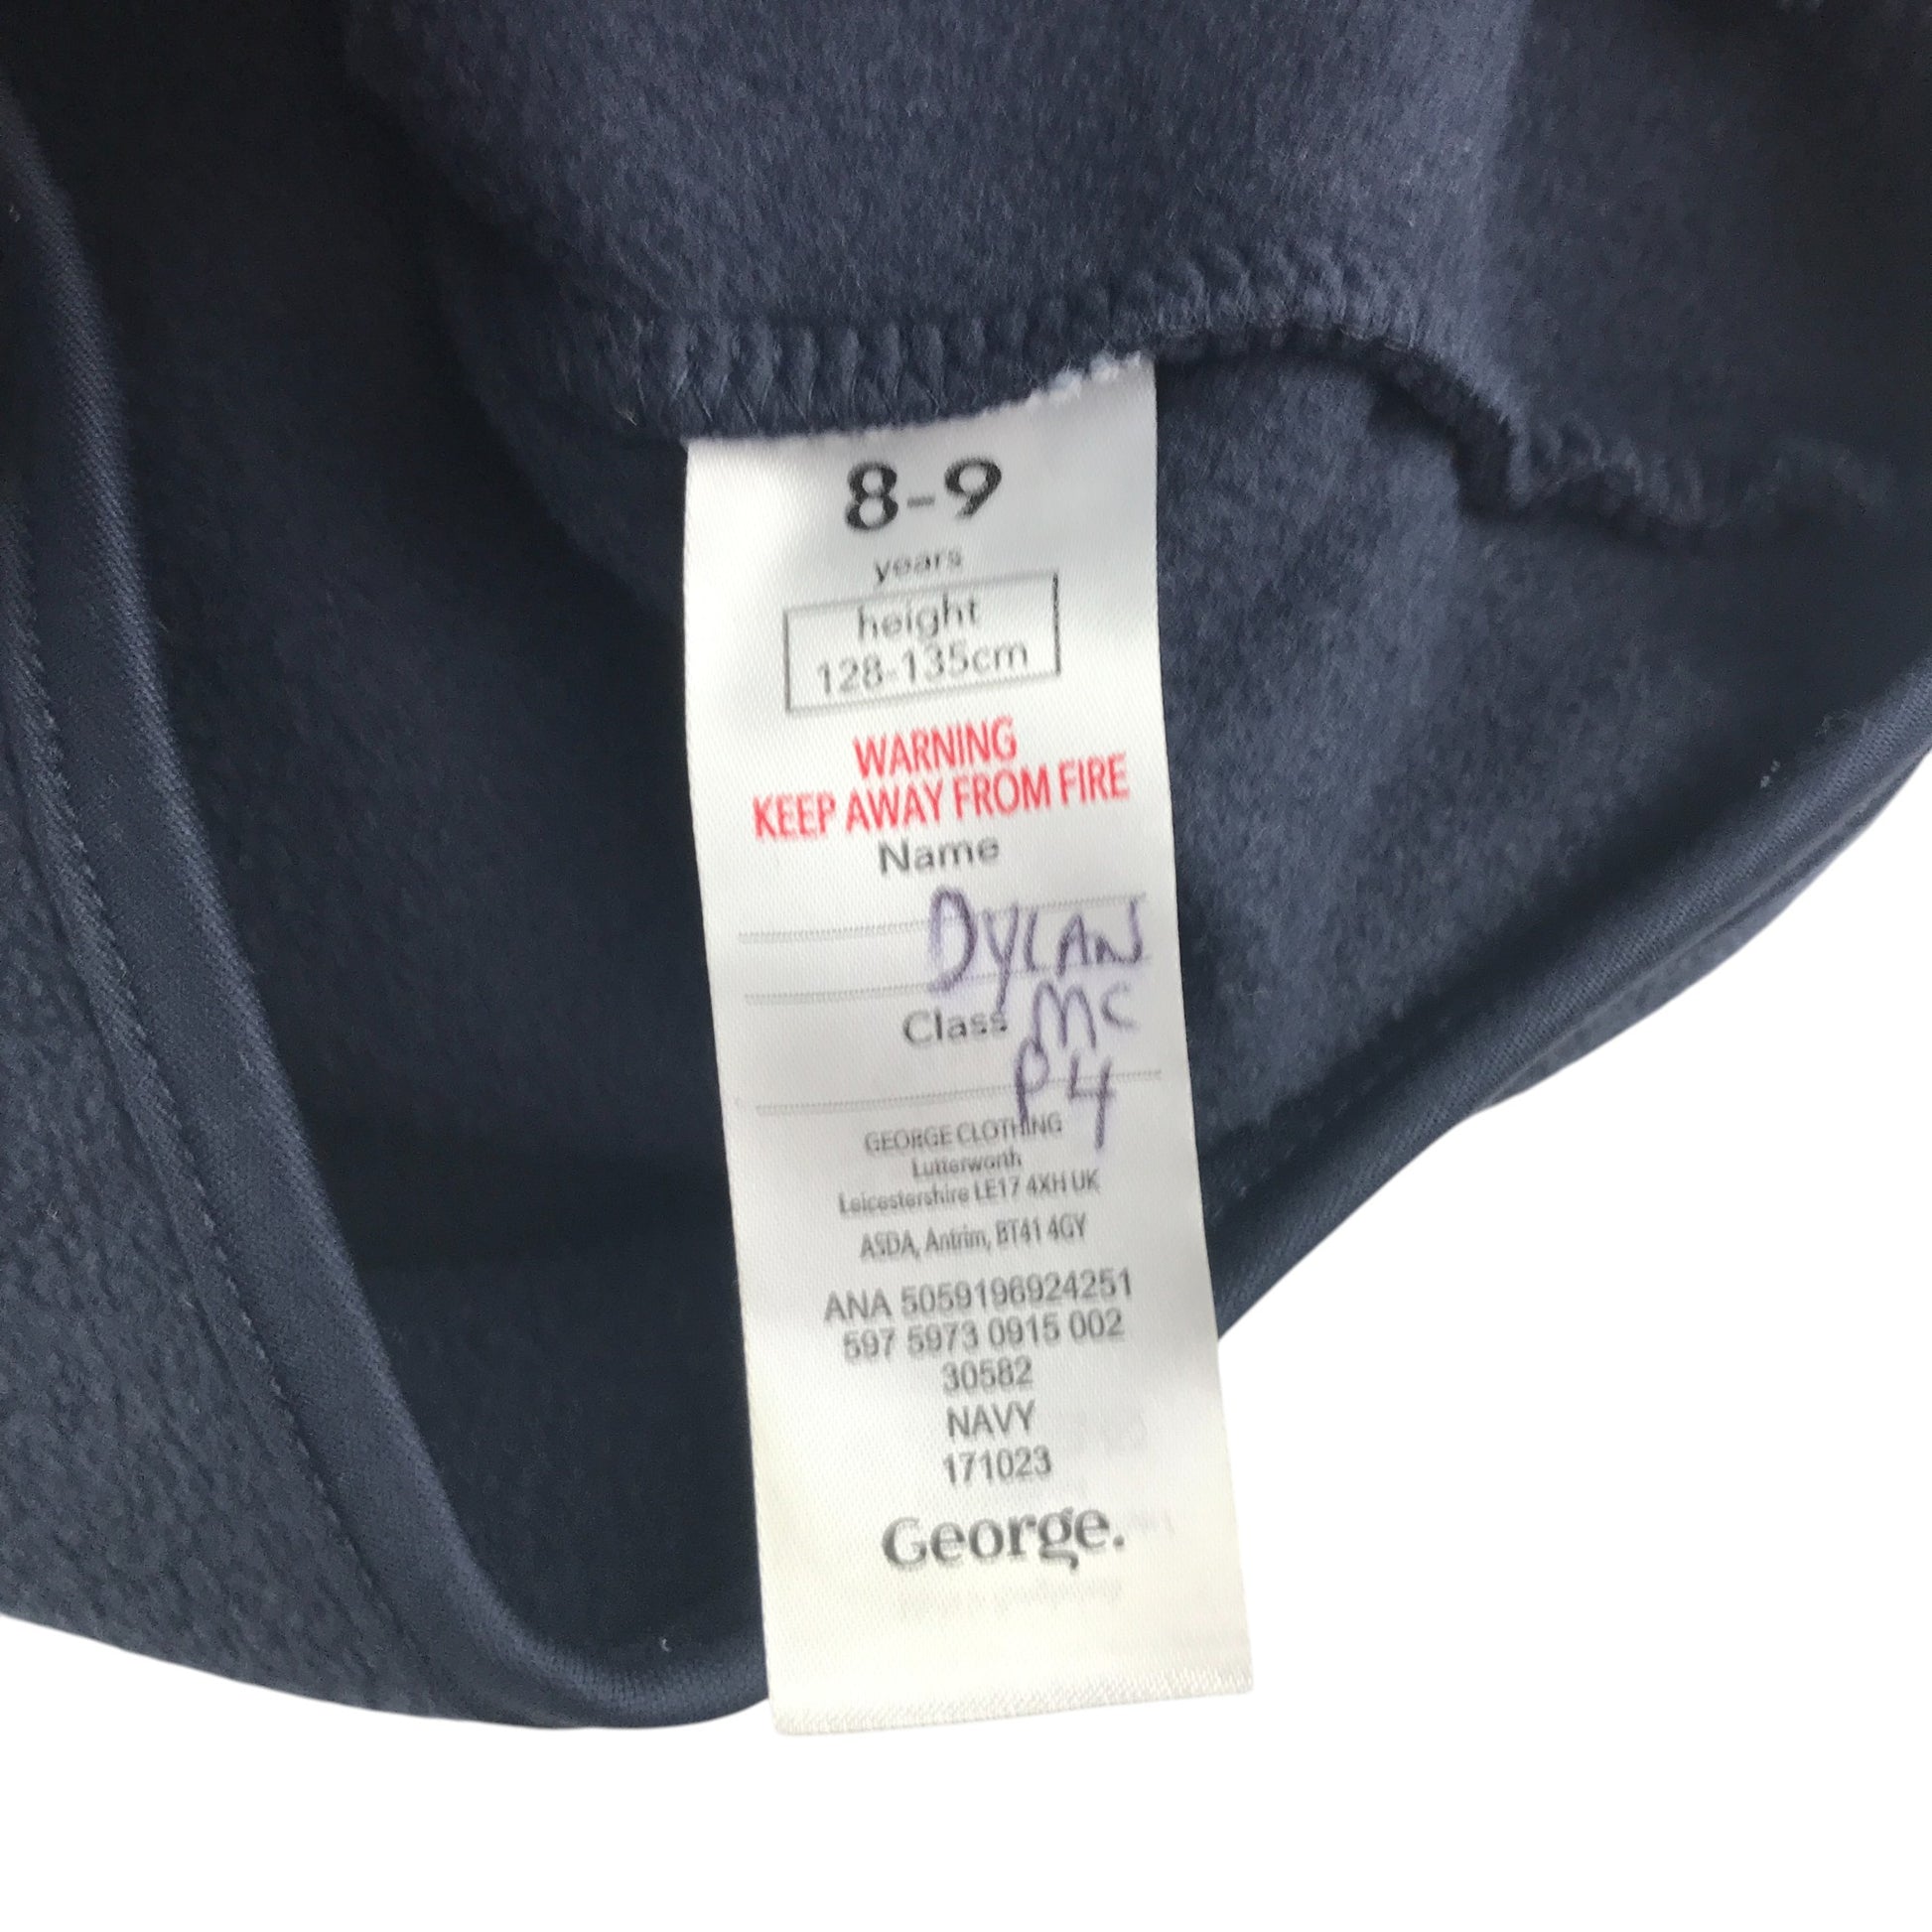 8-9
years
height
128-135cm
WARNING
KEEP AWAY FROM FIRE
Name
DYLAN
Class MC
P4
GEORGE CLOTHING
Lutterworth
Leicestershire LE17 4XH UK
ASDA, Antrim, BT41 4GY
ANA 5059196924251
597 5973 0915 002
30582
NAVY
171023
George.